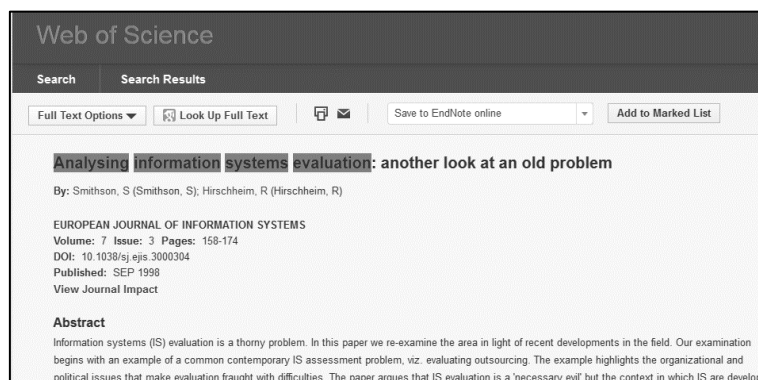 Web of Science
Search Search Results
Full Text Options Look Up Full Text Save to EndNote online Add to Marked List
Analysing information systems evaluation: another look at an old problem
By: Smithson, S (Smithson, S); Hirschheim, R (Hirschheim, R)
EUROPEAN JOURNAL OF INFORMATION SYSTEMS
Volume: 7 Issue: 3 Pages: 158-174
DOI: 10.1038/sj.ejis.3000304
Published: SEP 1998
View Journal Impact
Abstract
Information systems (IS) evaluation is a thorny problem. In this paper we re-examine the area in light of recent developments in the field. Our examination
begins with an example of a common contemporary IS assessment problem, viz. evaluating outsourcing. The example highlights the organizational and
political issues that make evaluation fraught with difficulties. The paper argues that IS evaluation is a 'necessary evil' but the context in which IS are